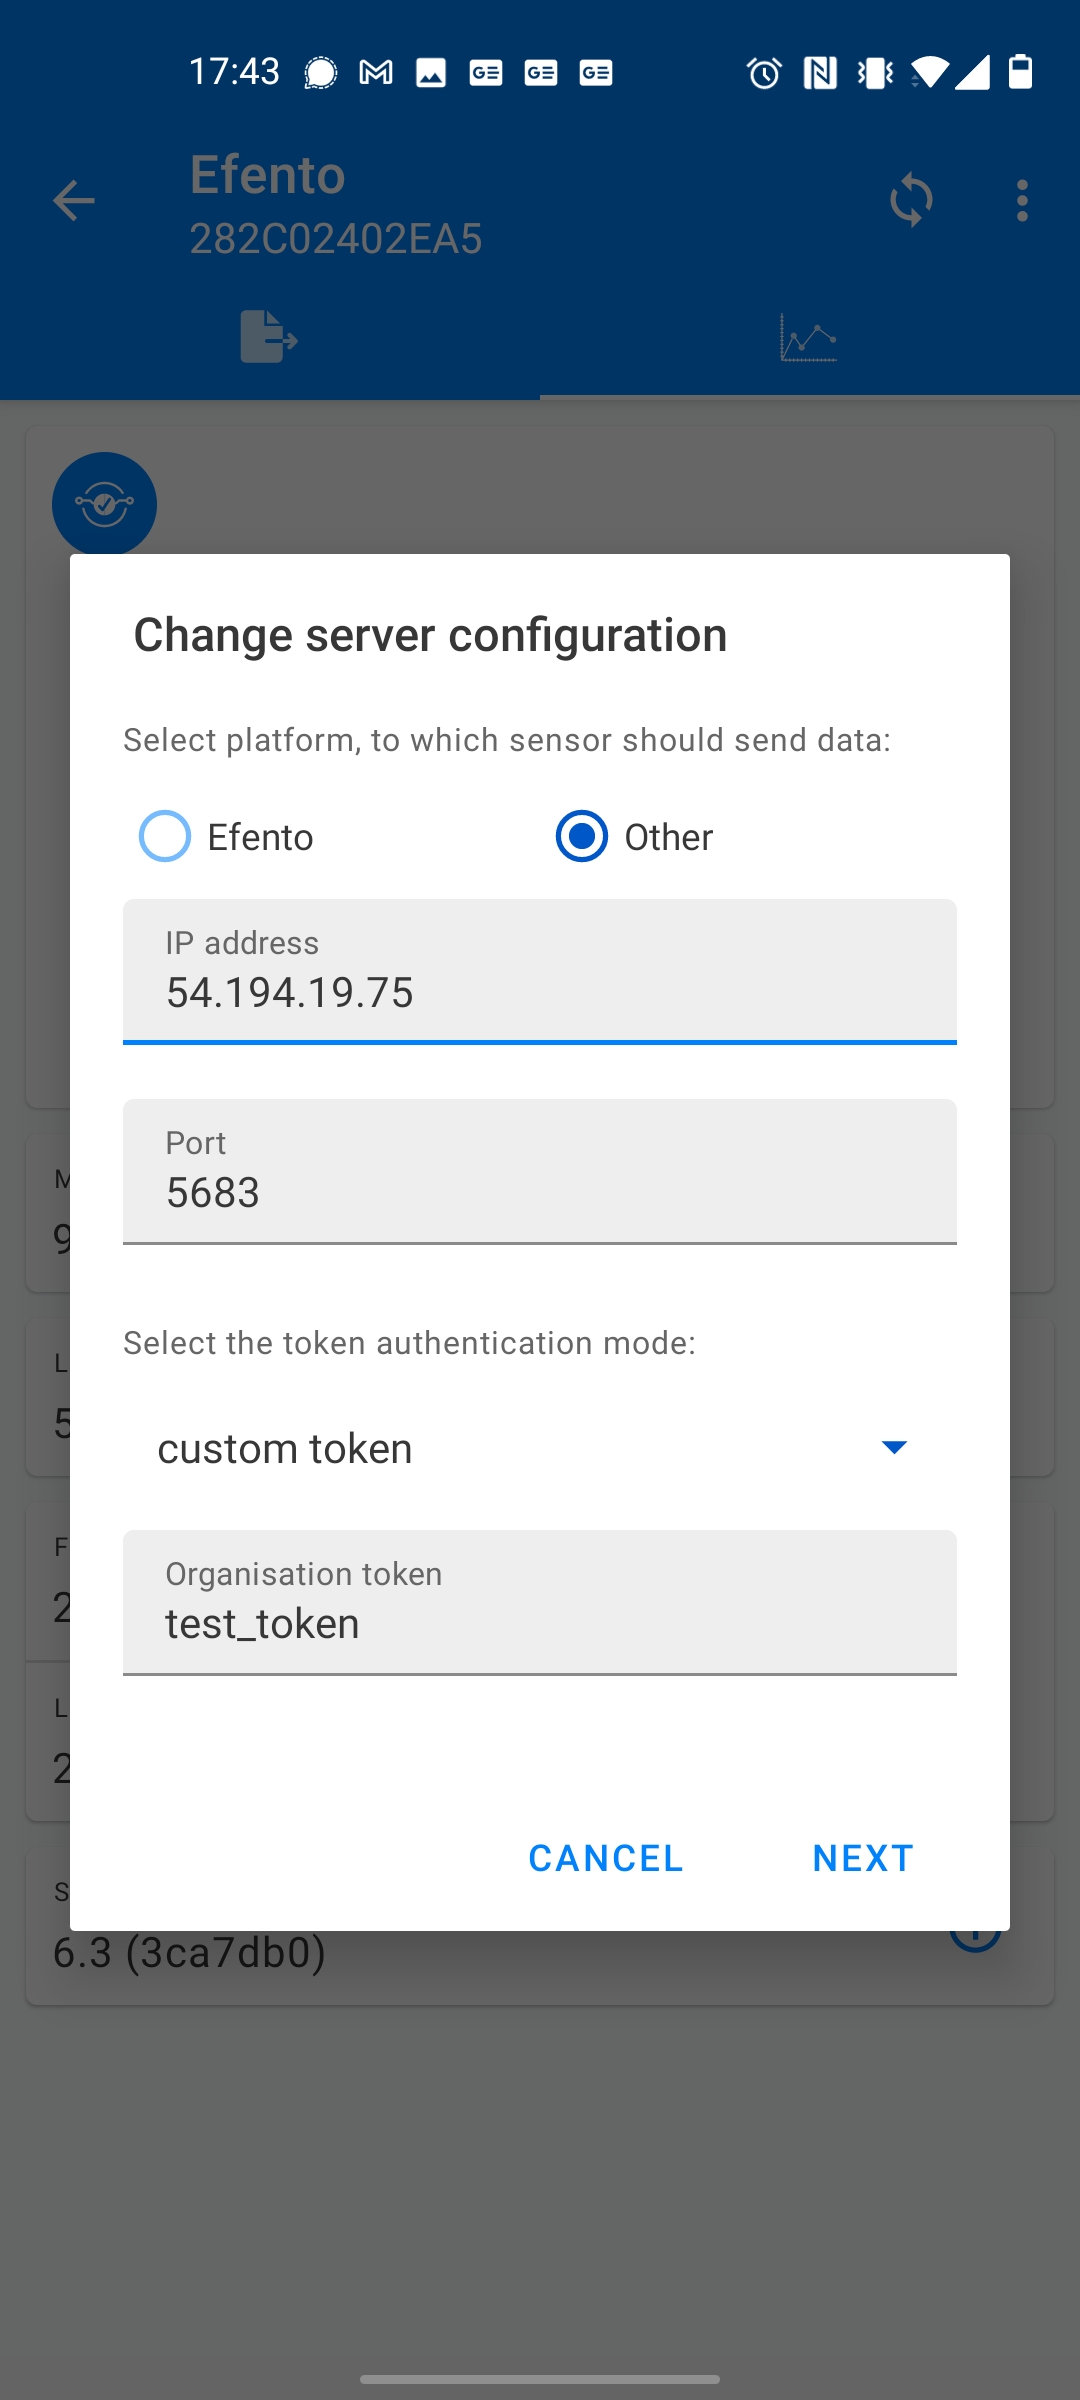 17:43
Efento
282C02402EA5
Change server configuration
Select platform, to which sensor should send data:
Efento
Other
IP address
54.194.19.75
Port
5683
Select the token authentication mode:
custom token
Organisation token
test_token
CANCEL
NEXT
6.3 (3ca7db0)